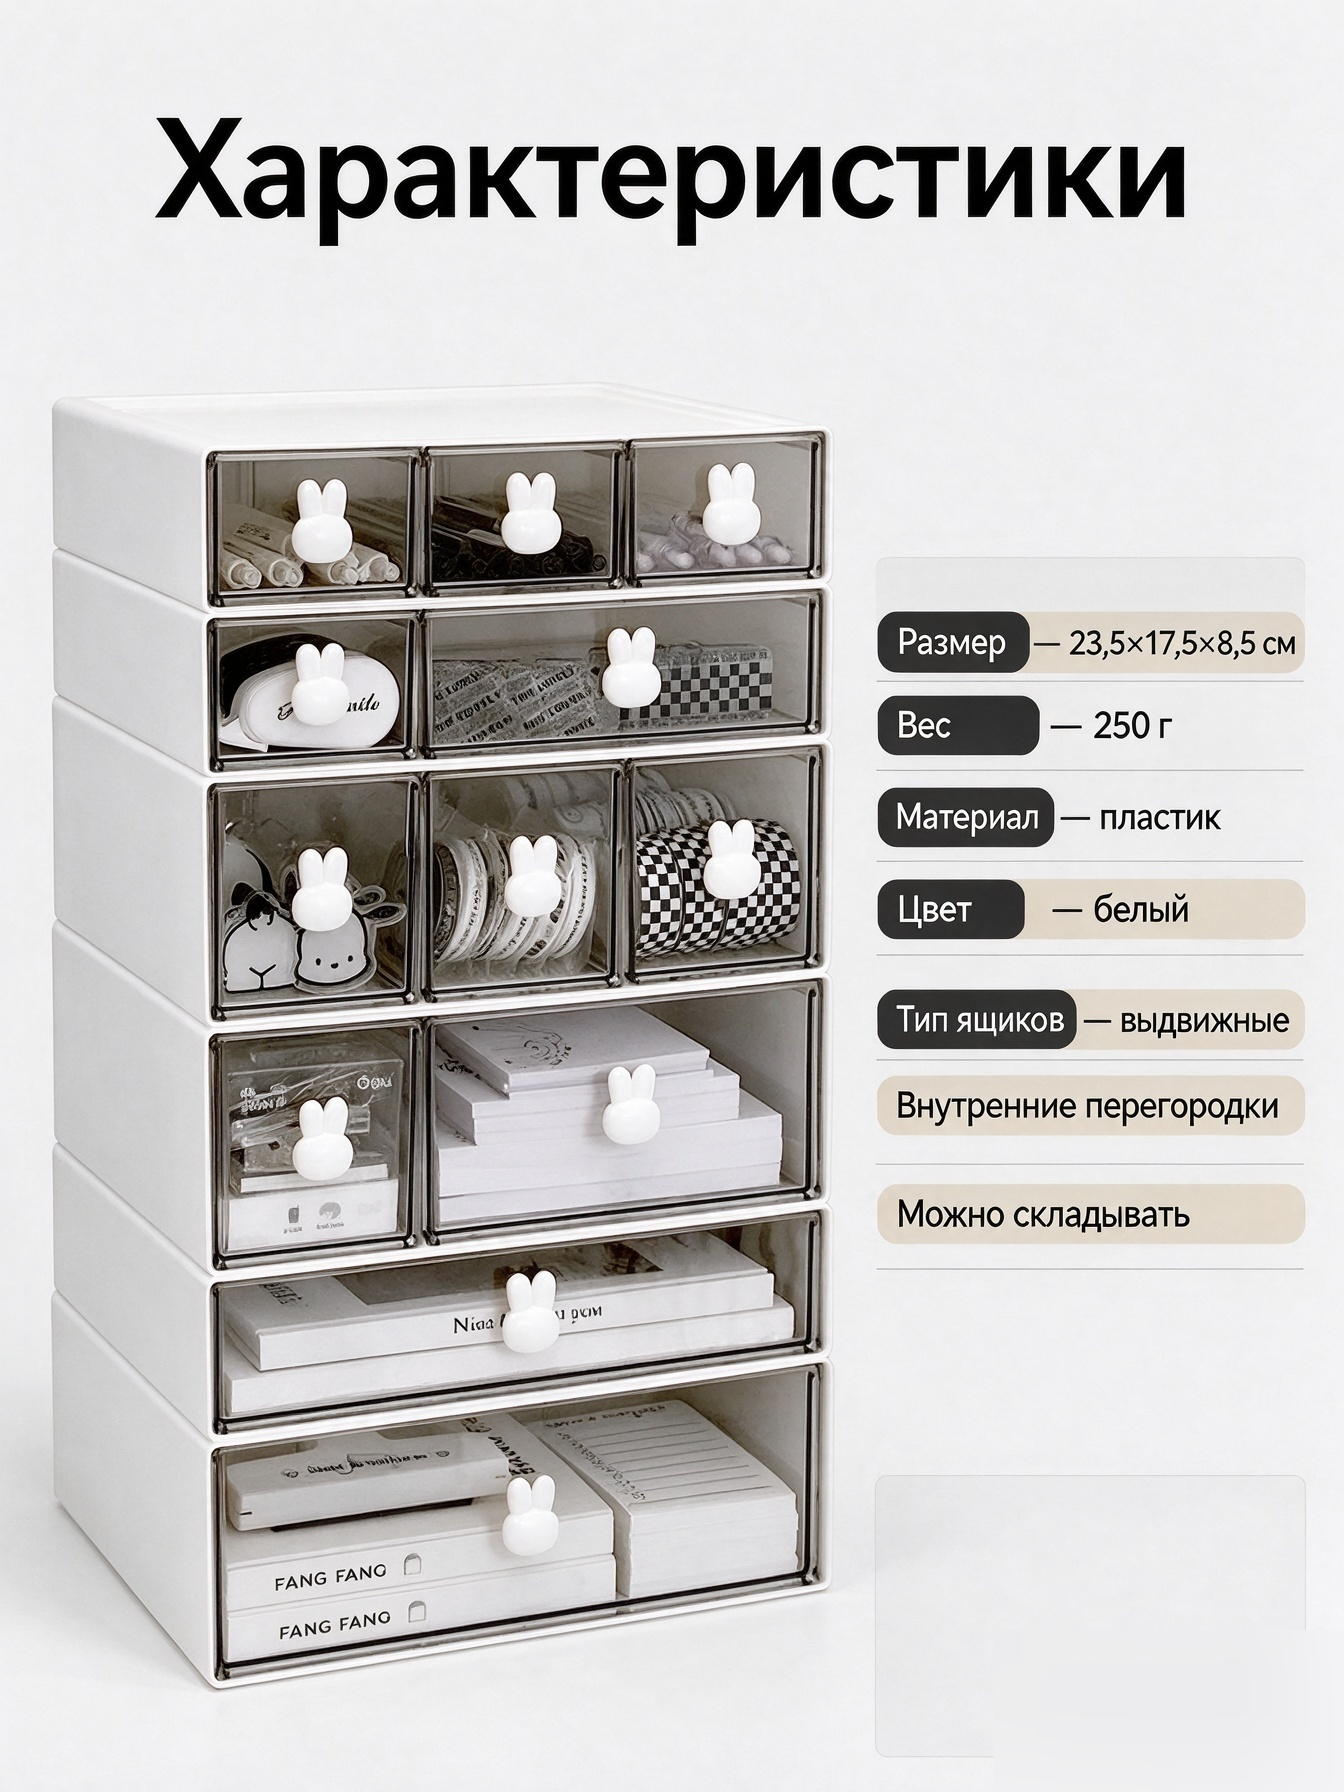 Характеристики
Размер — 23,5×17,5×8,5 см
Вес — 250 г
Материал — пластик
Цвет — белый
Тип ящиков — выдвижные
Внутренние перегородки
Можно складывать
FANG FANG
FANG FANG